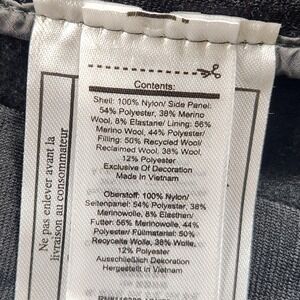 Contents:
Shell: 100% Nylon/ Side Panel:
54% Polyester, 38% Merino
Wool, 8% Elastane/ Lining: 56%
Merino Wool, 44% Polyester/
Filling: 50% Recycled Wool/
Reclaimed Wool, 38% Wool,
12% Polyester
Exclusive Of Decoration
Made in Vietnam
Oberstoff: 100% Nylon/
Seitenpanel: 54% Polyester, 38%
Merinowolle, 8% Elasthan/
Futter: 56% Merinowolle, 44%
Polyester/ Füllmaterial: 50%
Recycelte Wolle, 38% Wolle,
12% Polyester
Ausschließlich Dekoration
Hergestellt in Vietnam
Ne pas enlever avant la
livraison au consommateur